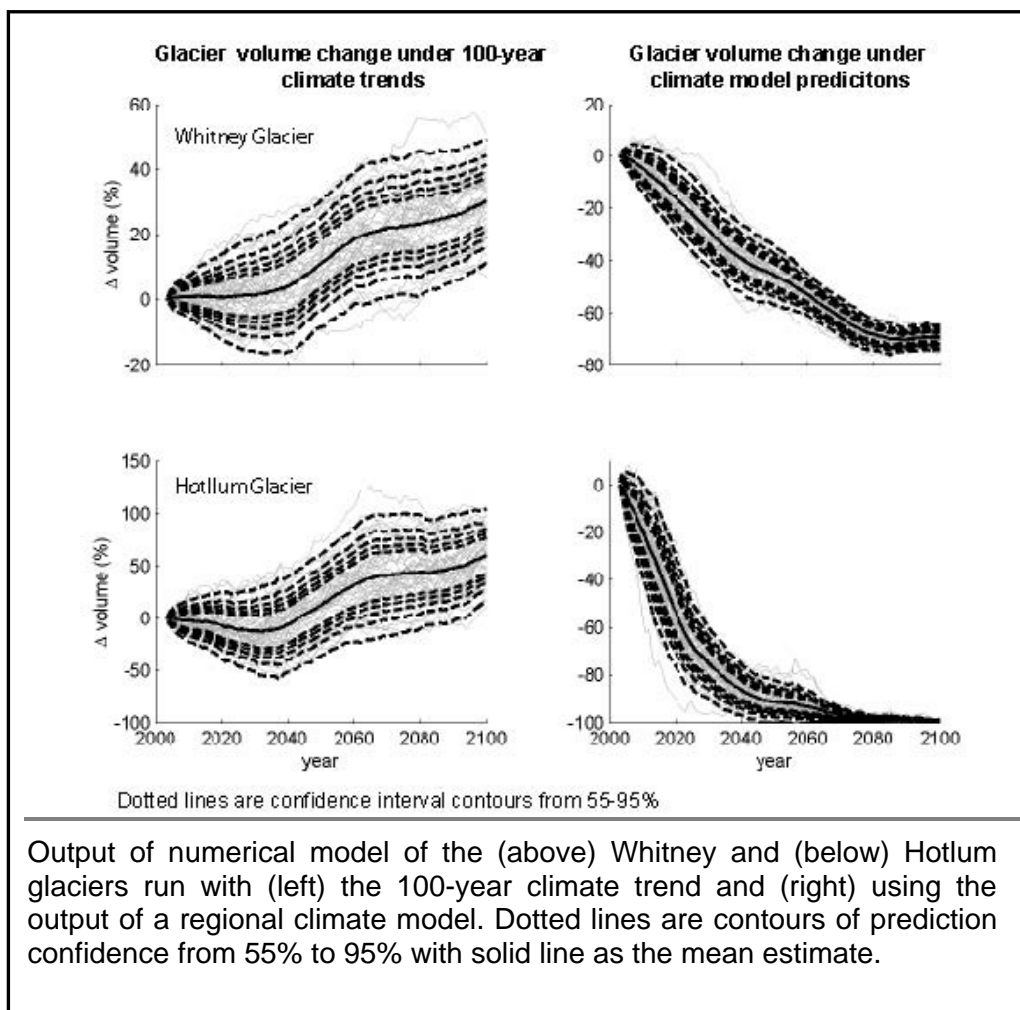 Glacier volume change under 100-year
climate trends
Glacier volume change under
climate model predicitons
60
40
20
0
-20
Δ volume (%)
Whitney Glacier
20
0
-20
-40
-60
-80
150
100
50
0
-50
-100
Δ volume (%)
Hotllum Glacier
2000 2020 2040 2060 2080 2100
year
0
-20
-40
-60
-80
-100
2000 2020 2040 2060 2080 2100
year
Dotted lines are confidence interval contours from 55-95%
Output of numerical model of the (above) Whitney and (below) Hotlum
glaciers run with (left) the 100-year climate trend and (right) using the
output of a regional climate model. Dotted lines are contours of prediction
confidence from 55% to 95% with solid line as the mean estimate.